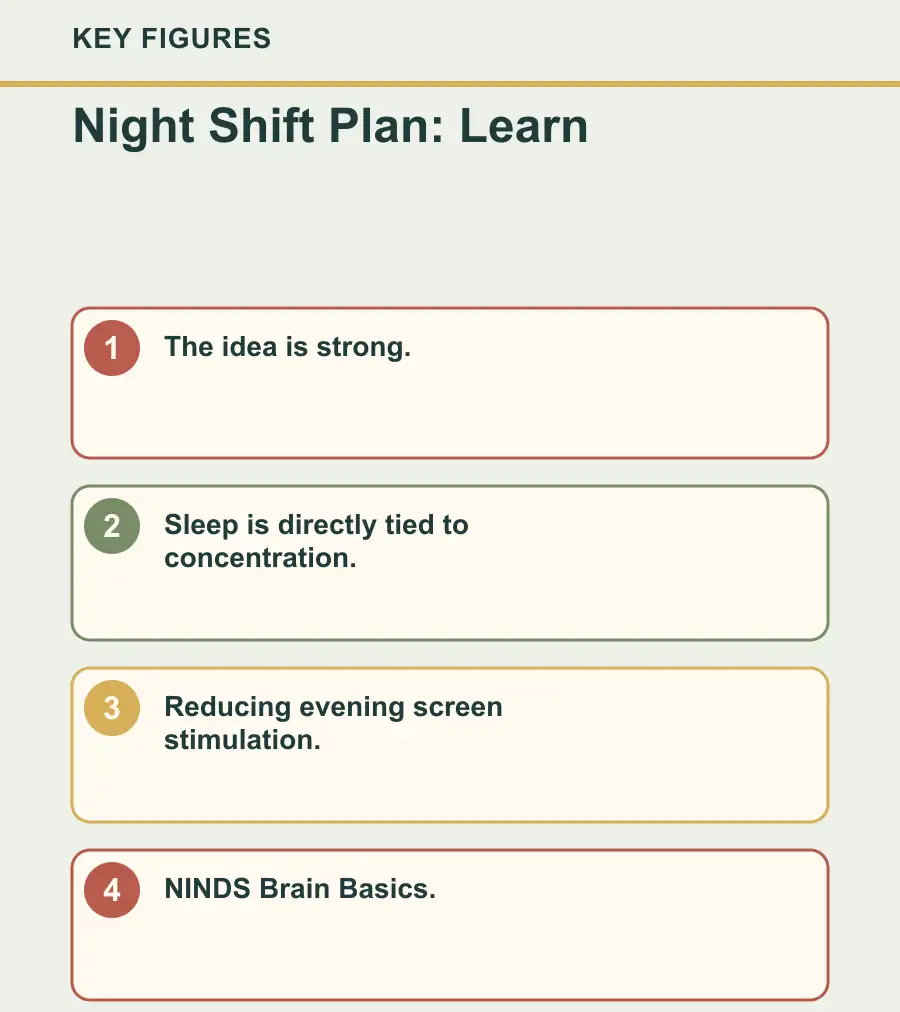 KEY FIGURES
Night Shift Plan: Learn
1
The idea is strong.
2
Sleep is directly tied to
concentration.
3
Reducing evening screen
stimulation.
4
NINDS Brain Basics.